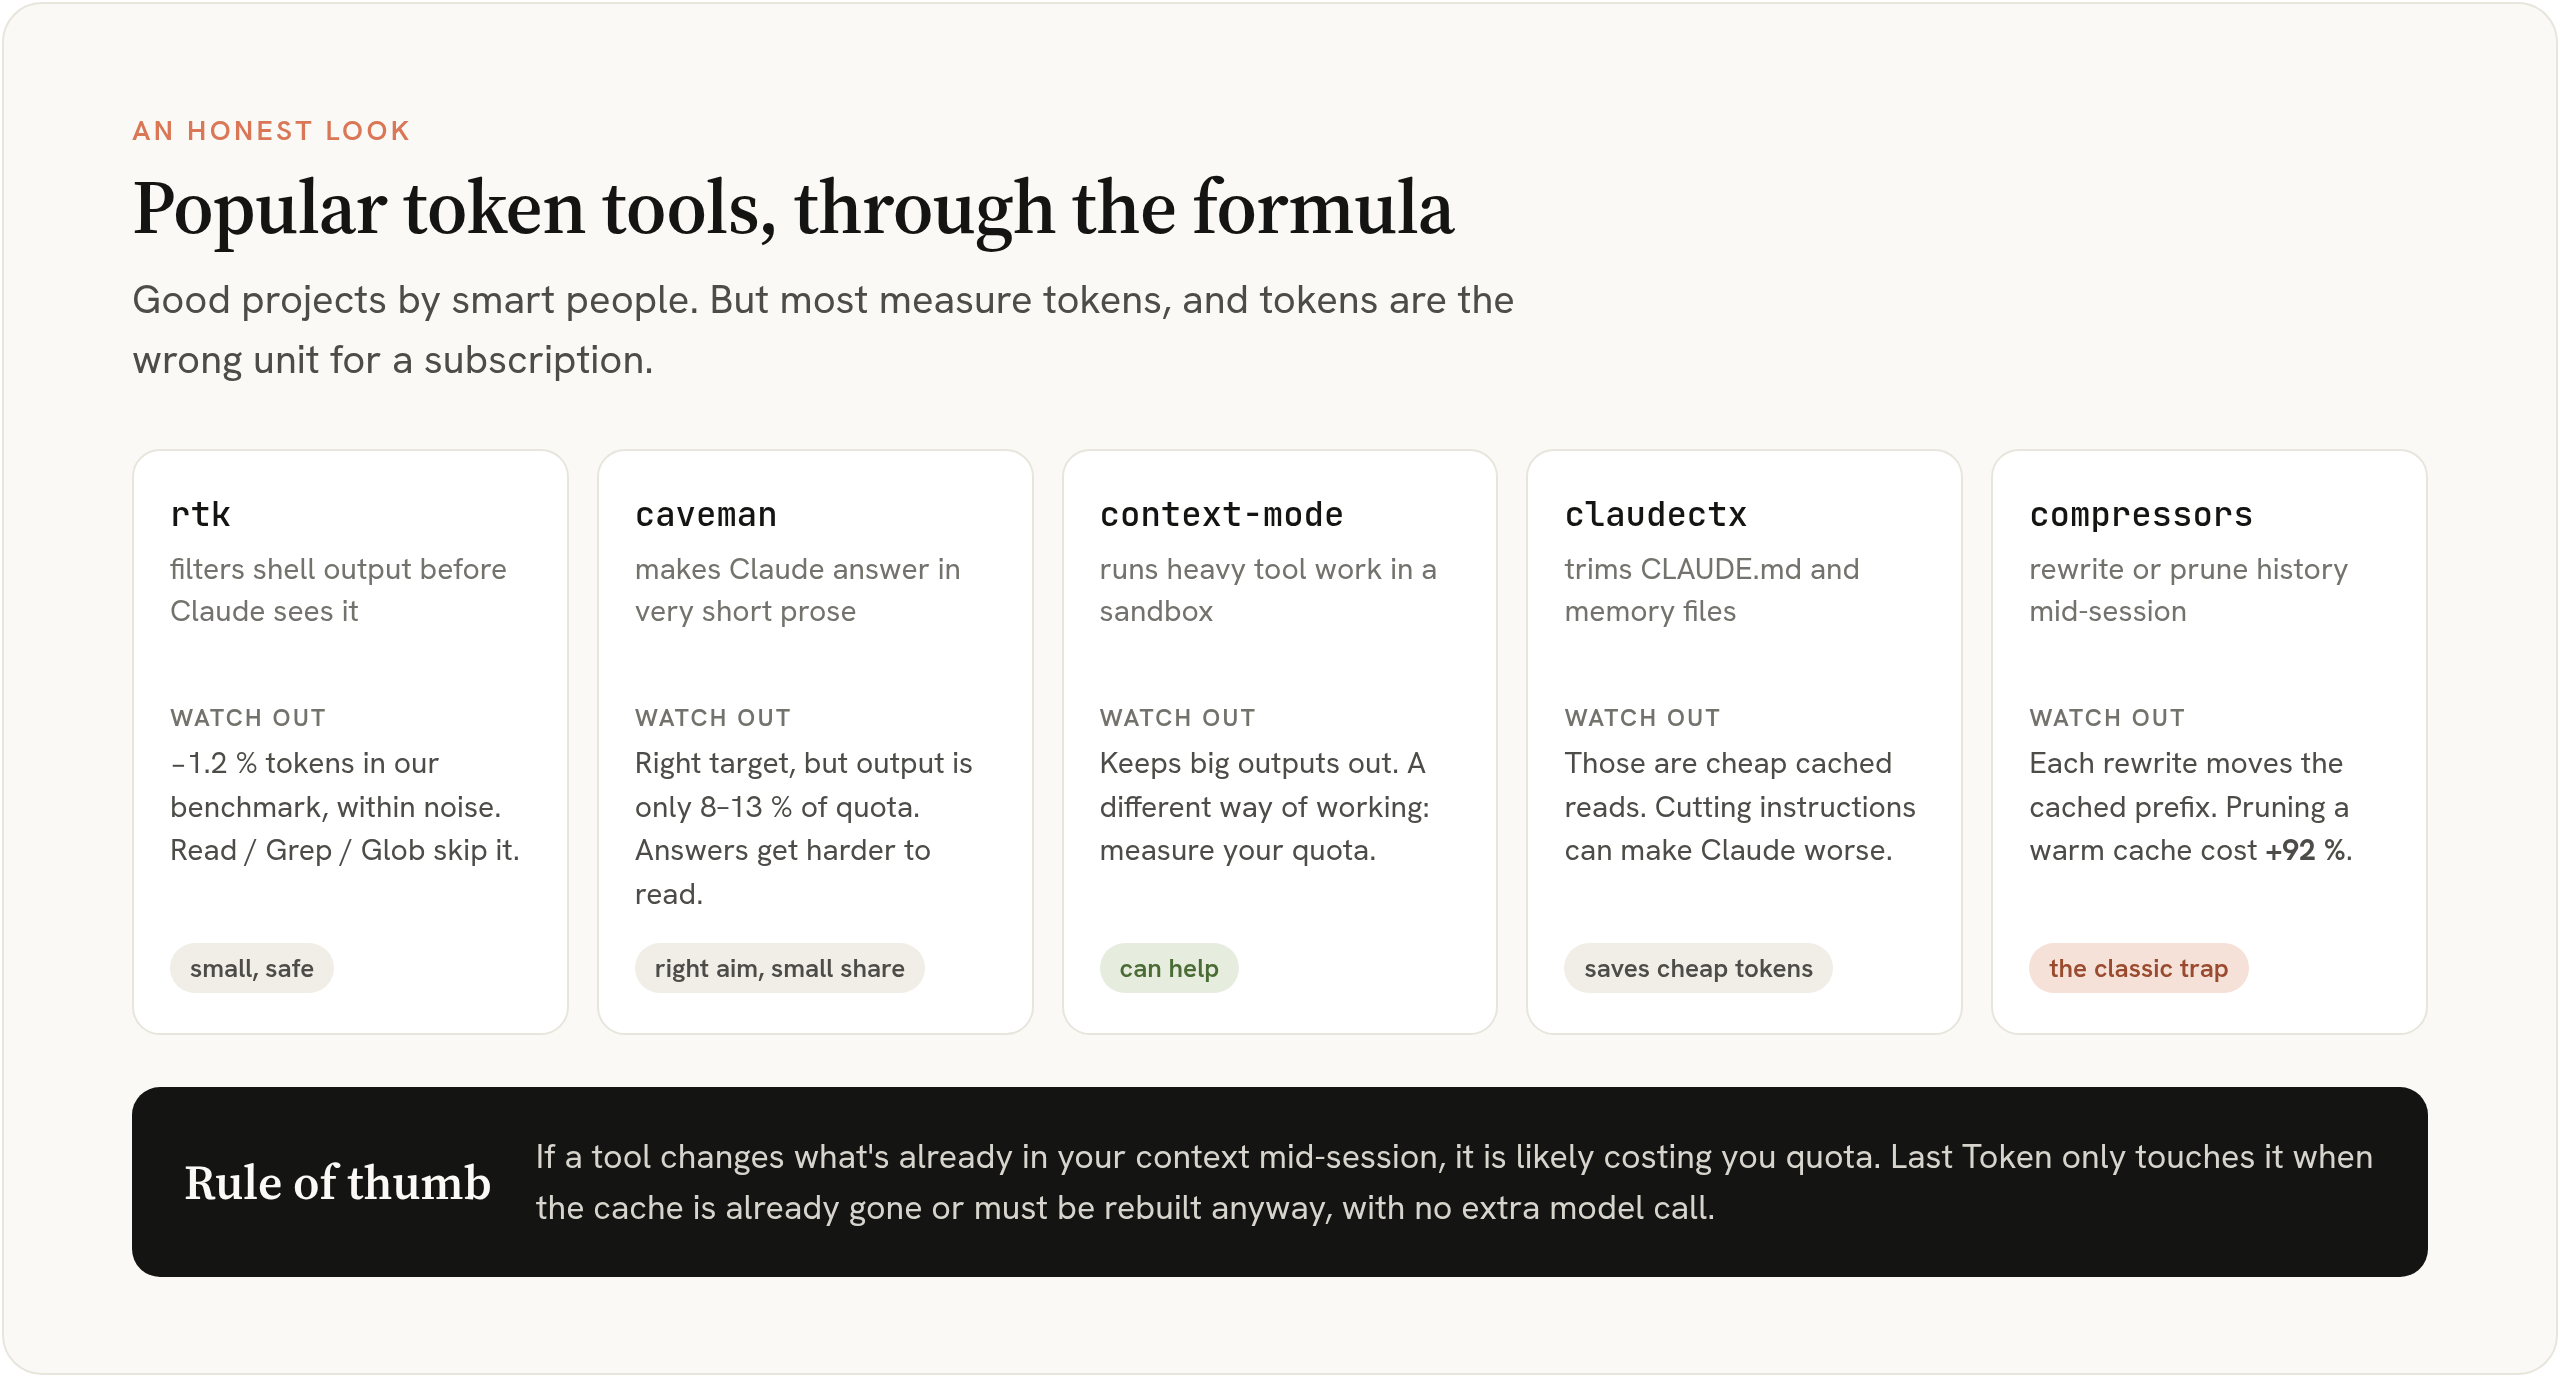 AN HONEST LOOK
Popular token tools, through the formula
Good projects by smart people. But most measure tokens, and tokens are the
wrong unit for a subscription.
rtk
filters shell output before
Claude sees it
WATCH OUT
−1.2 % tokens in our
benchmark, within noise.
Read / Grep / Glob skip it.
small, safe
caveman
makes Claude answer in
very short prose
WATCH OUT
Right target, but output is
only 8–13 % of quota.
Answers get harder to
read.
right aim, small share
context-mode
runs heavy tool work in a
sandbox
WATCH OUT
Keeps big outputs out. A
different way of working:
measure your quota.
can help
claudectx
trims CLAUDE.md and
memory files
WATCH OUT
Those are cheap cached
reads. Cutting instructions
can make Claude worse.
saves cheap tokens
compressors
rewrite or prune history
mid-session
WATCH OUT
Each rewrite moves the
cached prefix. Pruning a
warm cache cost +92 %.
the classic trap
Rule of thumb
If a tool changes what's already in your context mid-session, it is likely costing you quota. Last Token only touches it when
the cache is already gone or must be rebuilt anyway, with no extra model call.